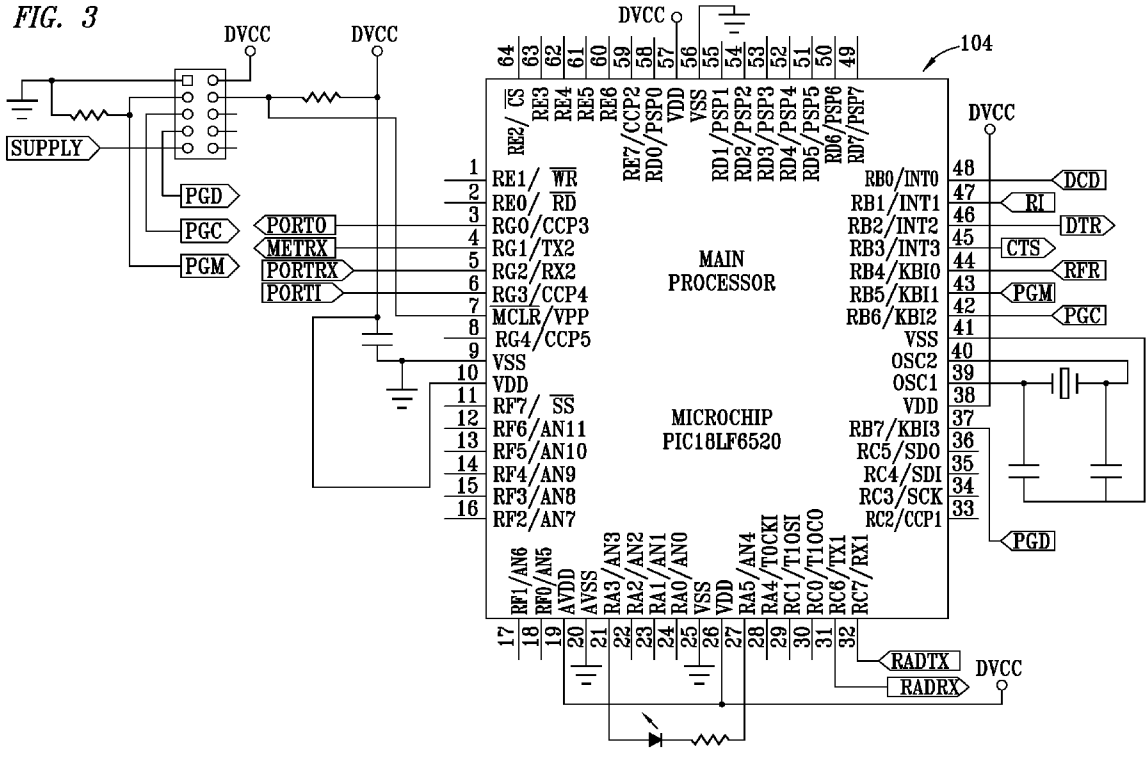 FIG. 3
DVCC
DVCC
DVCC
104
SUPPLY
PGD
PGC
PGM
64
63
62
61
60
59
58
57
56
55
54
53
52
51
50
49
RE2/CS
RE3
RE4
RE5
RE6
RE7/CCP2
RD0/PSP0
VDD
VSS
RD1/PSP1
RD2/PSP2
RD3/PSP3
RD4/PSP4
RD5/PSP5
RD6/PSP6
RD7/PSP7
DVCC
1 RE1/ WR
2 RE0/ RD
PORTO 3 RG0/CCP3
METRX 4 RG1/TX2
PORTRX 5 RG2/RX2
PORTI 6 RG3/CCP4
7 MCLR/VPP
8 RG4/CCP5
9 VSS
10 VDD
11 RF7/ SS
12 RF6/AN11
13 RF5/AN10
14 RF4/AN9
15 RF3/AN8
16 RF2/AN7
MAIN
PROCESSOR
MICROCHIP
PIC18LF6520
RB0/INT0 48 DCD
RB1/INT1 47 RI
RB2/INT2 46 DTR
RB3/INT3 45 CTS
RB4/KBI0 44 RFR
RB5/KBI1 43 PGM
RB6/KBI2 42 PGC
VSS 41
OSC2 40
OSC1 39
VDD 38
RB7/KBI3 37
RC5/SDO 36
RC4/SDI 35
RC3/SCK 34
RC2/CCP1 33
PGD
RF1/AN6
RF0/AN5
AVDD
AVSS
RA3/AN3
RA2/AN2
RA1/AN1
RA0/AN0
VSS
VDD
RA5/AN4
RA4/T0CKI
RC1/T1OSI
RC0/T1OCO
RC6/TX1
RC7/RX1
17
18
19
20
21
22
23
24
25
26
27
28
29
30
31
32
RADTX
RADRX
DVCC